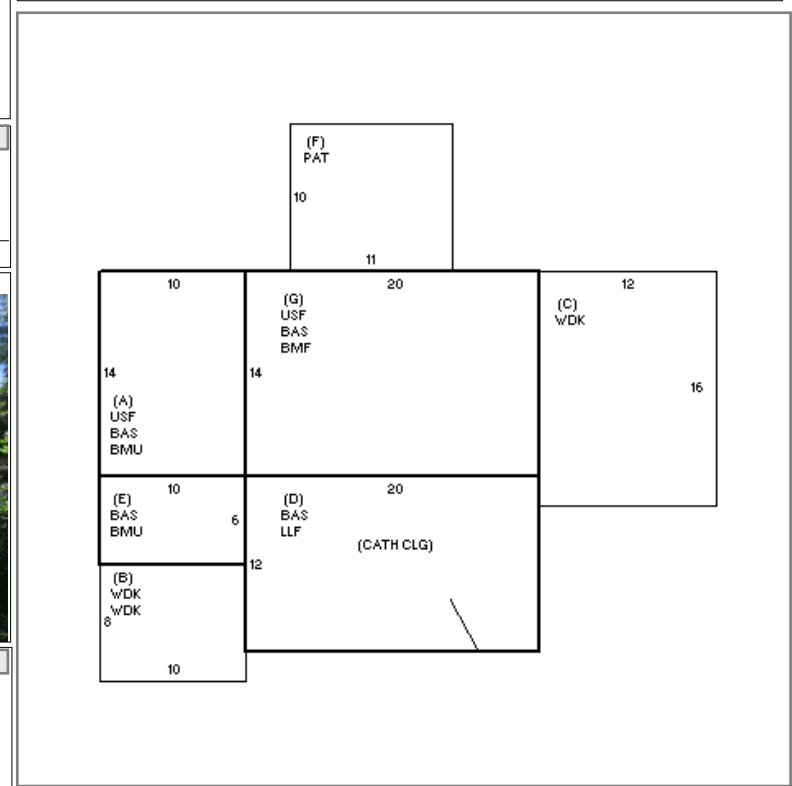 (F)
PAT
10
11
10
14
(A)
USF
BAS
BMU
20
(G)
USF
BAS
BMF
14
12
(C)
WDK
16
10
(E)
BAS
BMU
6
20
(D)
BAS
LLF
(CATH CLG)
12
(B)
WDK
WDK
8
10